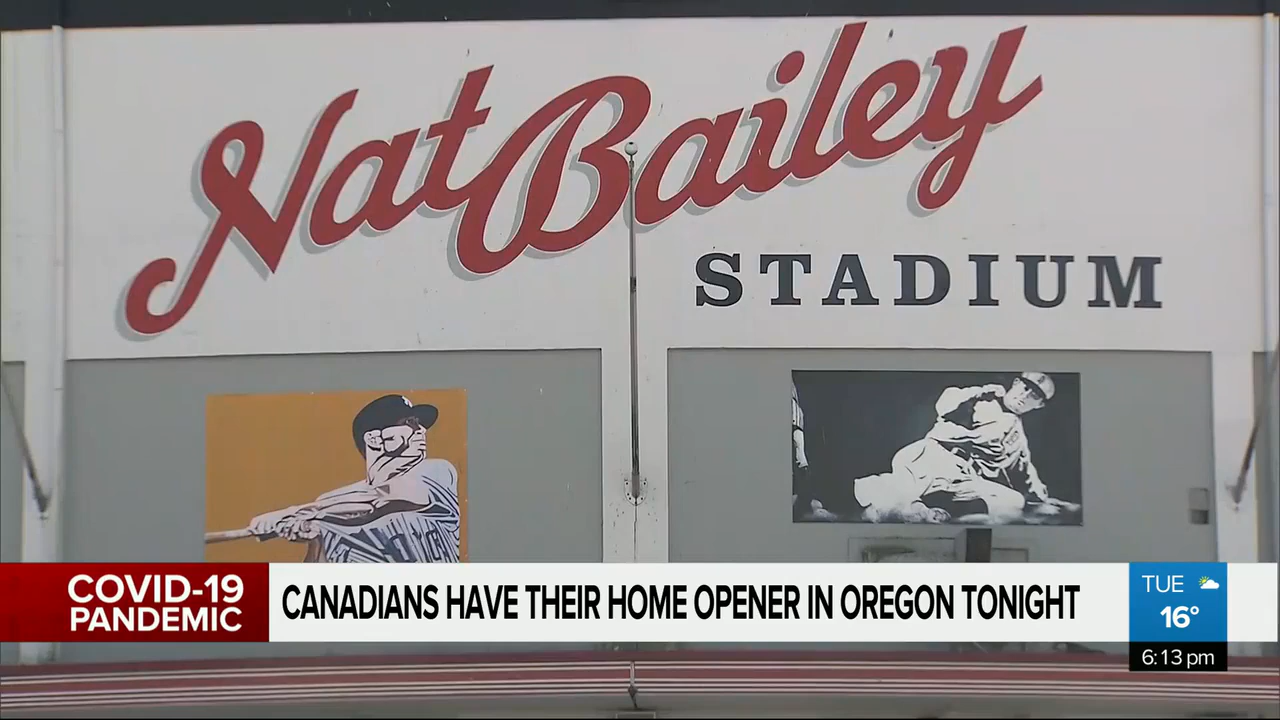 Nat Bailey
STADIUM
COVID-19
PANDEMIC
CANADIANS HAVE THEIR HOME OPENER IN OREGON TONIGHT
TUE
16°
6:13 pm